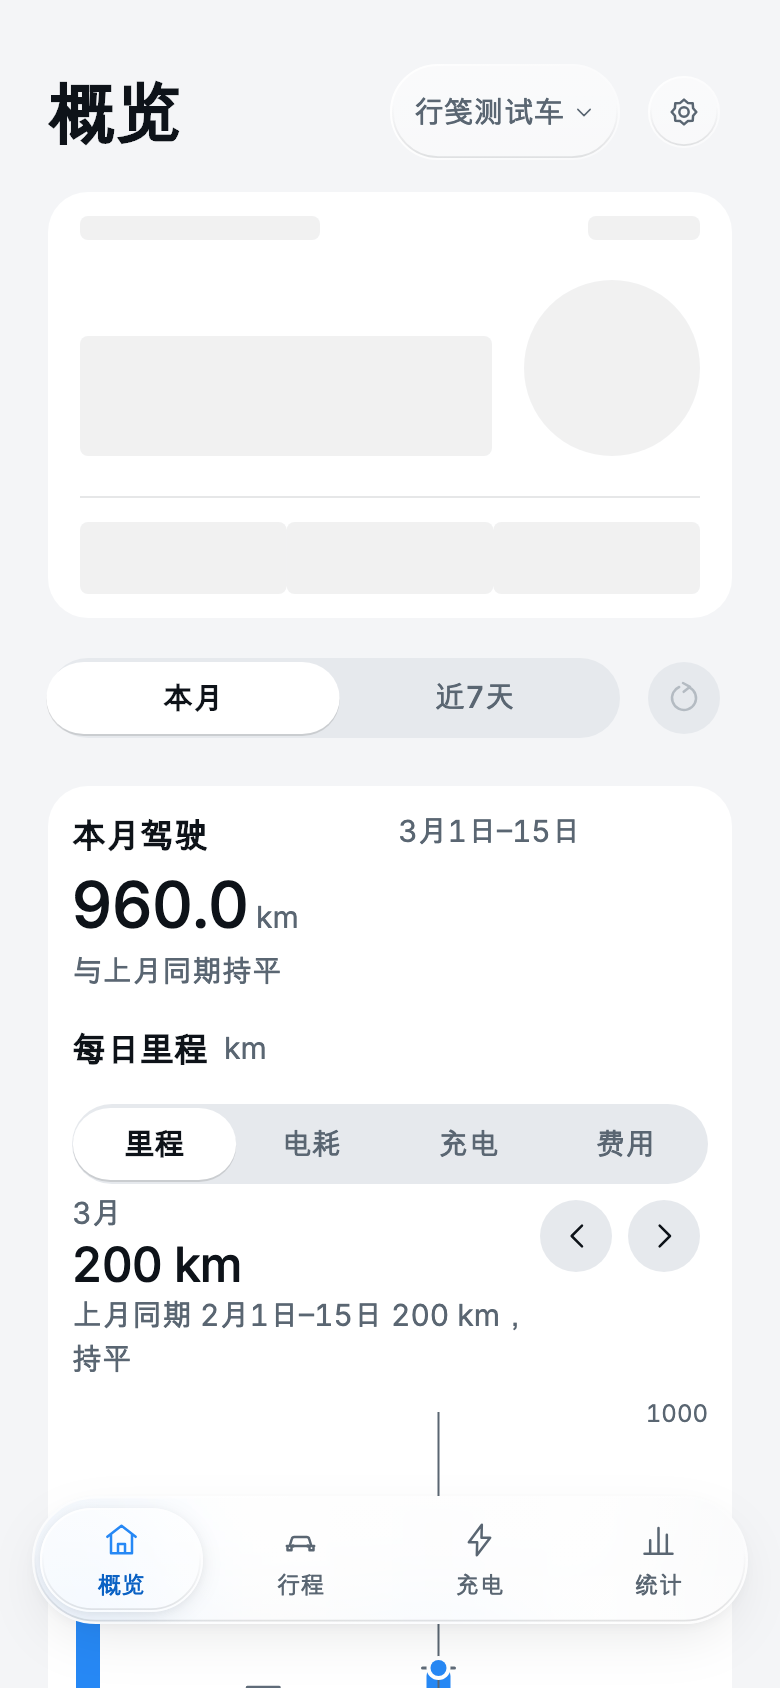 概览
行笺测试车
本月
近7天
本月驾驶
3月1日–15日
960.0 km
与上月同期持平
每日里程 km
里程
电耗
充电
费用
3月
200 km
上月同期 2月1日–15日 200 km，
持平
1000
概览
行程
充电
统计